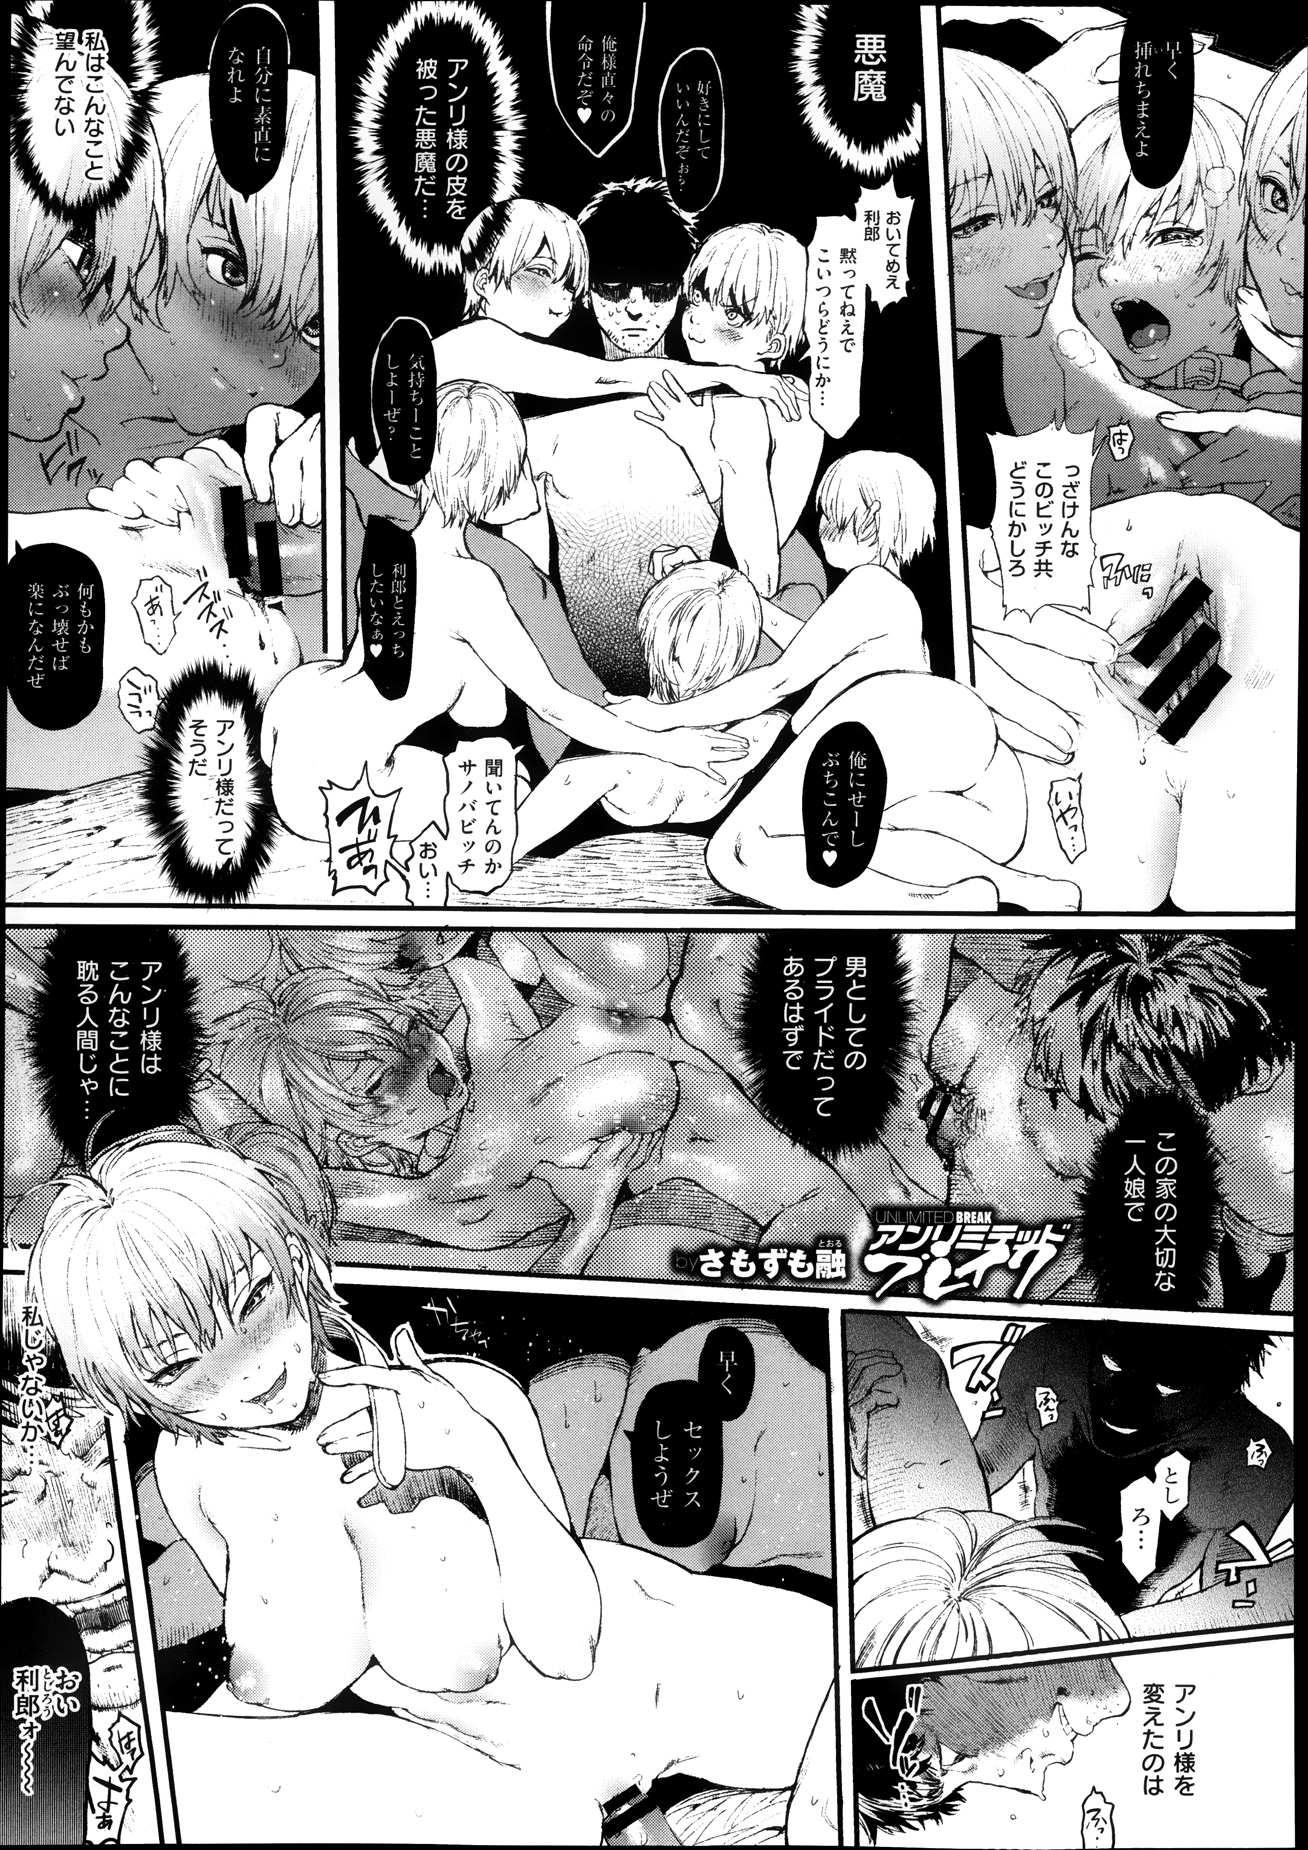 早く
挿れちまえよ
っざけんな
このビッチ共
どうにかしろ
はっ
いやっ…
悪魔
好きにして
いいんだぞぉ?
俺様直々の
命令だぞ♥
アンリ様の皮を
被った悪魔だ…
おいてめえ
利郎
黙ってねえで
こいつらどうにか…
気持ちーこと
しよーぜ?
利郎とえっち
したいなぁ♥
俺にせーし
ぶちこんで♥
聞いてんのか
サノバビッチ
おい…
自分に素直に
なれよ
私はこんなこと
望んでない
何もかも
ぶっ壊せば
楽になんだぜ
ズズズ…
アンリ様だって
そうだ
この家の大切な
一人娘で
男としての
プライドだって
あるはずで
アンリ様は
こんなことに
耽る人間じゃ…
UNLIMITED BREAK
アンリミテッド
ブレイク
by さもずも融
とおる
とし
ろ…
アンリ様を
変えたのは
早く
セックス
しようぜ
私じゃないか…
おい
利郎ォ〜〜〜
としろう
はっ